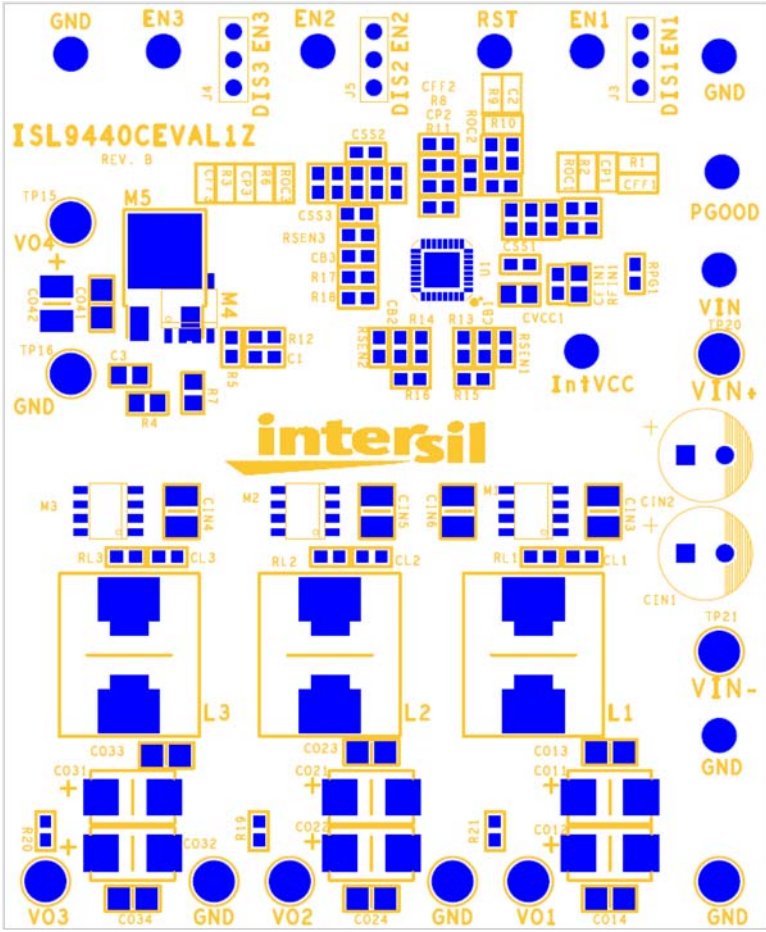 GND
EN3
EN2
RST
EN1
DIS3 EN3
DIS2 EN2
DIS1 EN1
J4
J5
J3
GND
CFF2
R8
CP2
R11
R9
C2
ROC2
R10
ISL9440CEVAL1Z
REV. B
CSS2
R3
CP3
R6
ROC3
ROC1
R2
CP1
R1
CFF1
TP15
M5
VO4
PGOOD
CSS3
RSEN3
CB3
R17
R18
U1
CSS1
CVCC1
CFIN1
RFIN1
RPG1
VIN
CO42
CO41
M4
TP16
GND
C3
R4
R7
R5
R12
C1
CB2
RSEN2
R14
R16
R13
CB1
RSEN1
R15
IntVCC
TP20
VIN+
intersil
M3
CIN4
M2
CIN5
CIN6
M1
CIN3
CIN2
CIN1
RL3
CL3
RL2
CL2
RL1
CL1
TP21
VIN-
L3
L2
L1
GND
CO33
CO23
CO13
CO31
CO21
CO11
R20
CO32
R19
CO22
R21
CO12
VO3
CO34
GND
VO2
CO24
GND
VO1
CO14
GND